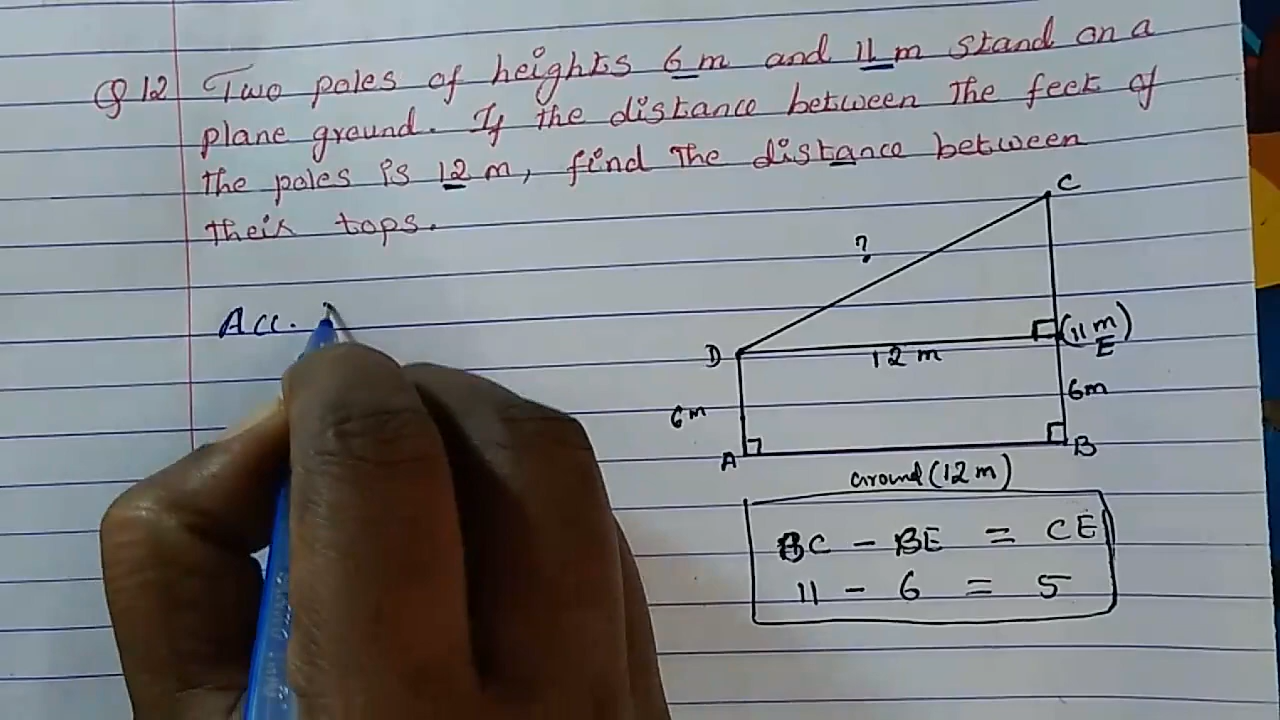 Q 12 Two poles of heights 6 m and 11 m stand on a
plane ground. If the distance between the feet of
the poles is 12 m, find the distance between
their tops.
C
?
D
12 m
(11m)
E
6m
6m
A
B
Ground (12 m)
BC - BE = CE
11 - 6 = 5
Acc.